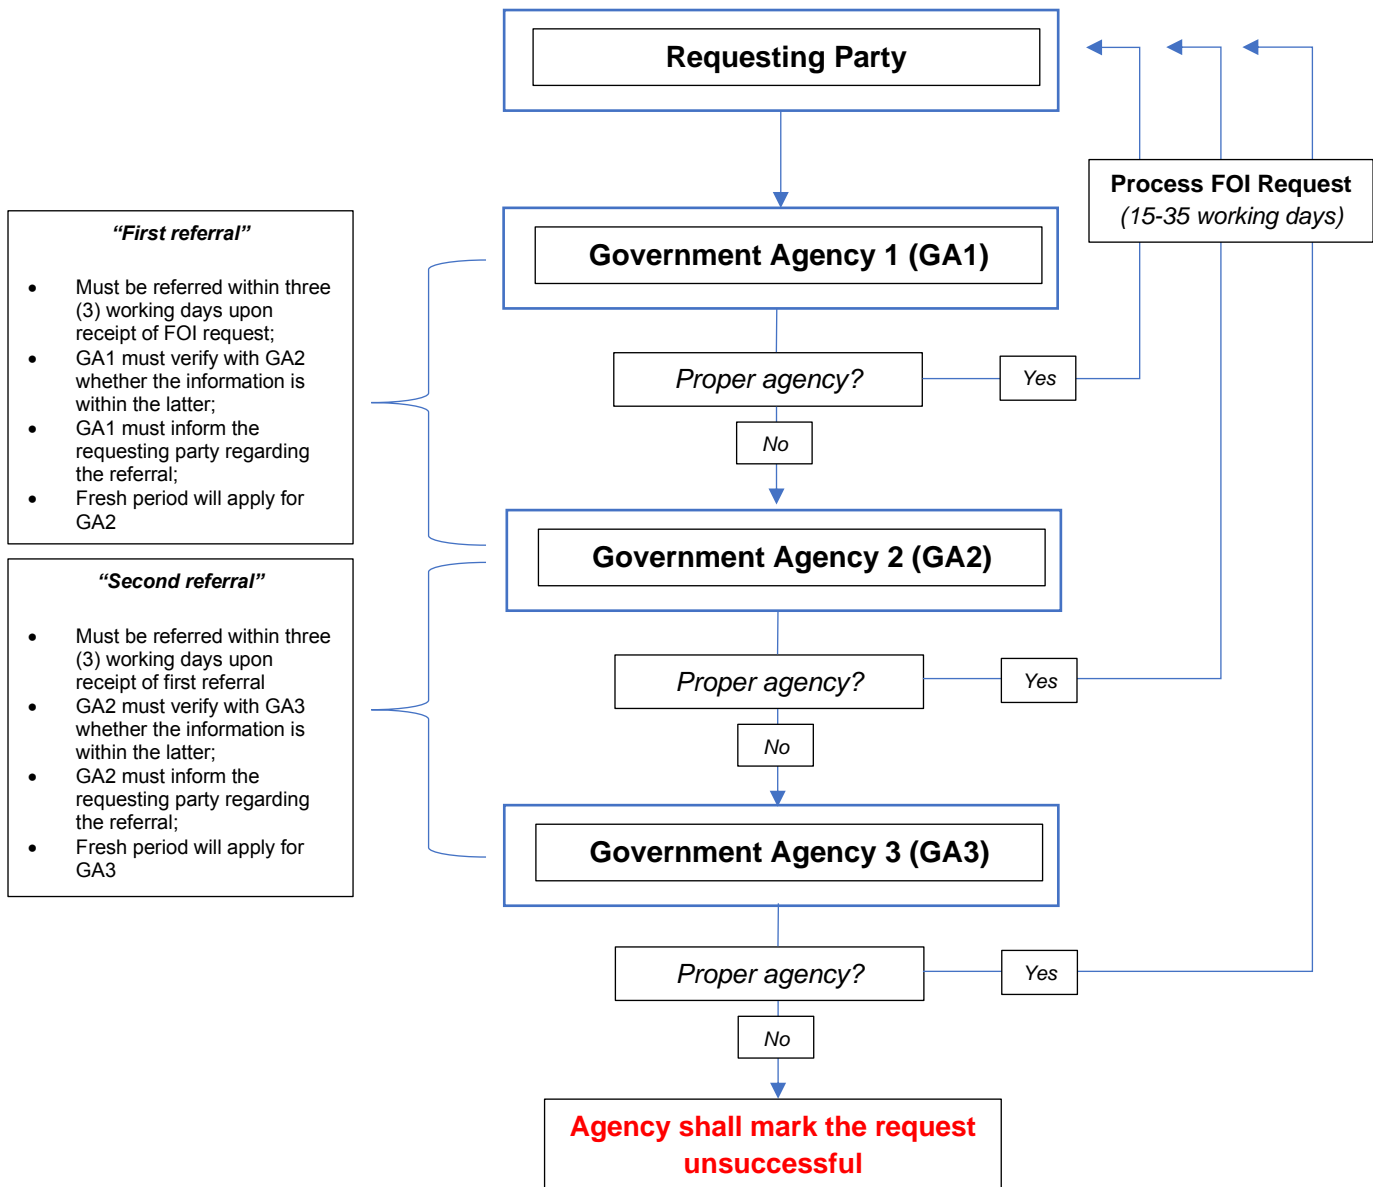 Requesting Party
Process FOI Request
(15-35 working days)
“First referral”
• Must be referred within three
(3) working days upon
receipt of FOI request;
• GA1 must verify with GA2
whether the information is
within the latter;
• GA1 must inform the
requesting party regarding
the referral;
• Fresh period will apply for
GA2
Government Agency 1 (GA1)
Proper agency?
Yes
No
Government Agency 2 (GA2)
“Second referral”
• Must be referred within three
(3) working days upon
receipt of first referral
• GA2 must verify with GA3
whether the information is
within the latter;
• GA2 must inform the
requesting party regarding
the referral;
• Fresh period will apply for
GA3
Proper agency?
Yes
No
Government Agency 3 (GA3)
Proper agency?
Yes
No
Agency shall mark the request
unsuccessful